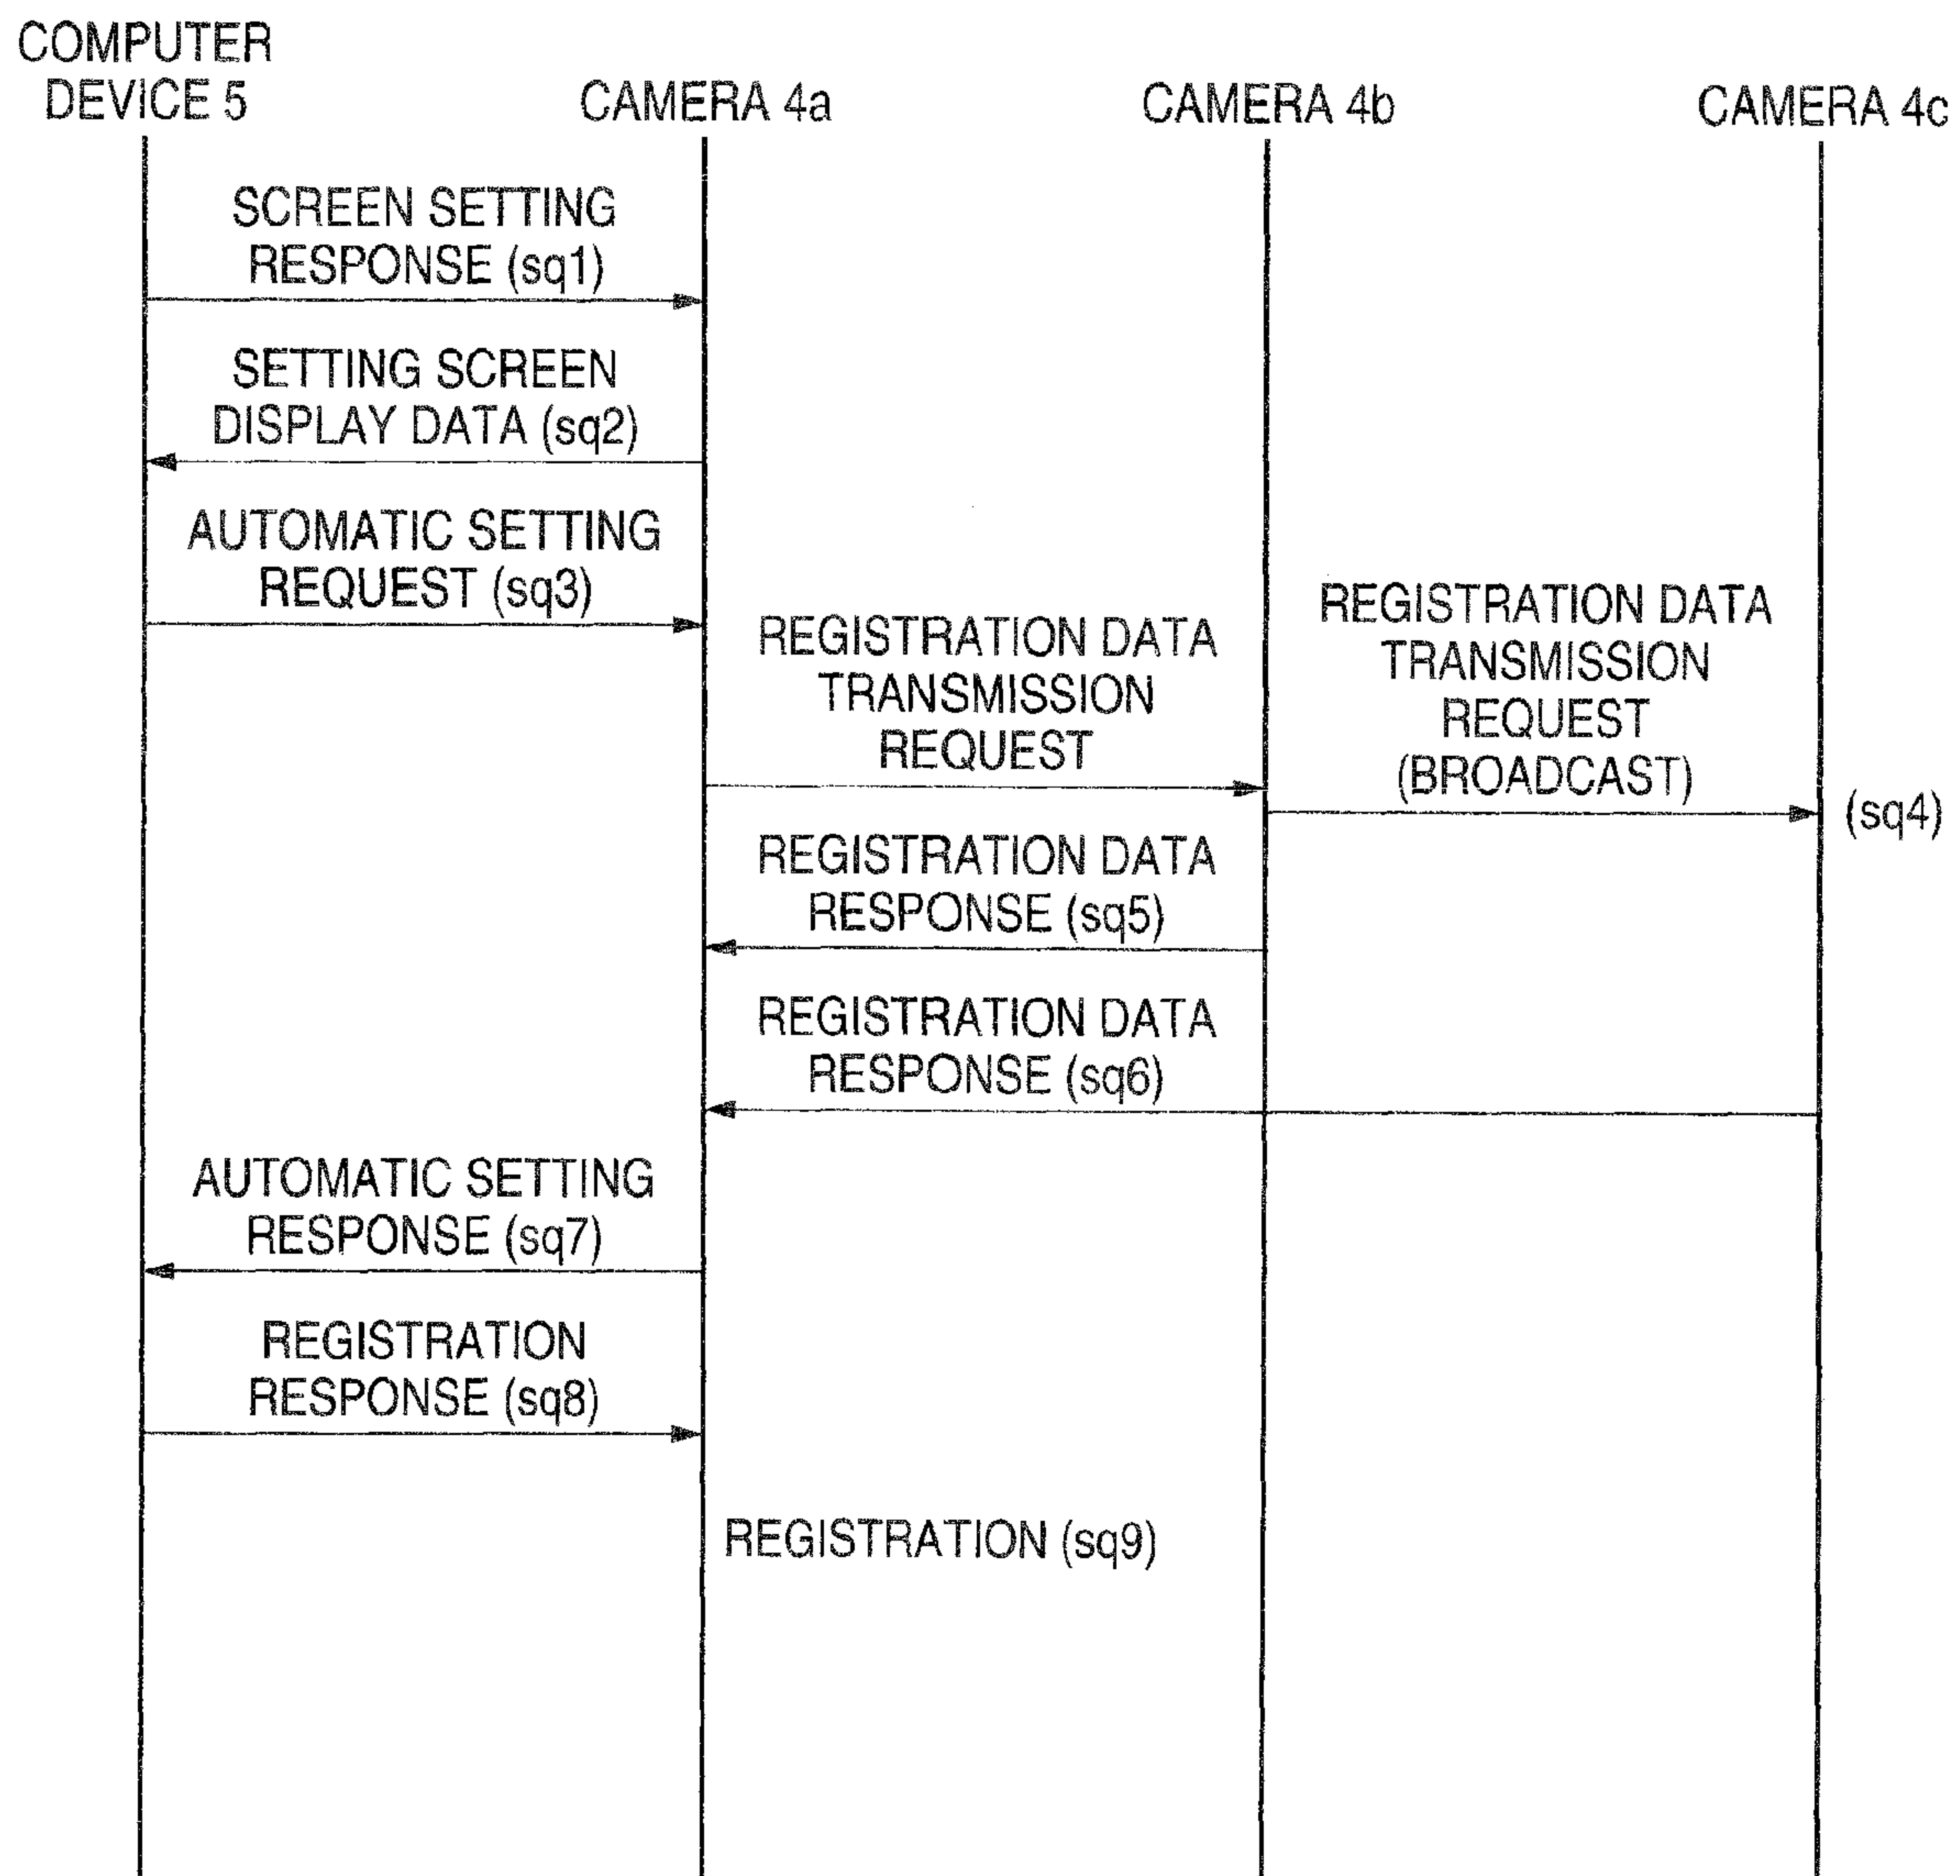 COMPUTER
DEVICE 5
CAMERA 4a
CAMERA 4b
CAMERA 4c
SCREEN SETTING
RESPONSE (sq1)
SETTING SCREEN
DISPLAY DATA (sq2)
AUTOMATIC SETTING
REQUEST (sq3)
REGISTRATION DATA
TRANSMISSION
REQUEST
REGISTRATION DATA
TRANSMISSION
REQUEST
(BROADCAST)
(sq4)
REGISTRATION DATA
RESPONSE (sq5)
REGISTRATION DATA
RESPONSE (sq6)
AUTOMATIC SETTING
RESPONSE (sq7)
REGISTRATION
RESPONSE (sq8)
REGISTRATION (sq9)